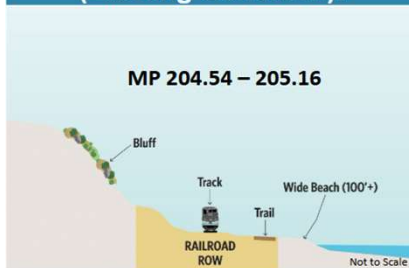 MP 204.54 – 205.16
Bluff
Track
Trail
Wide Beach (100'+)
RAILROAD
ROW
Not to Scale